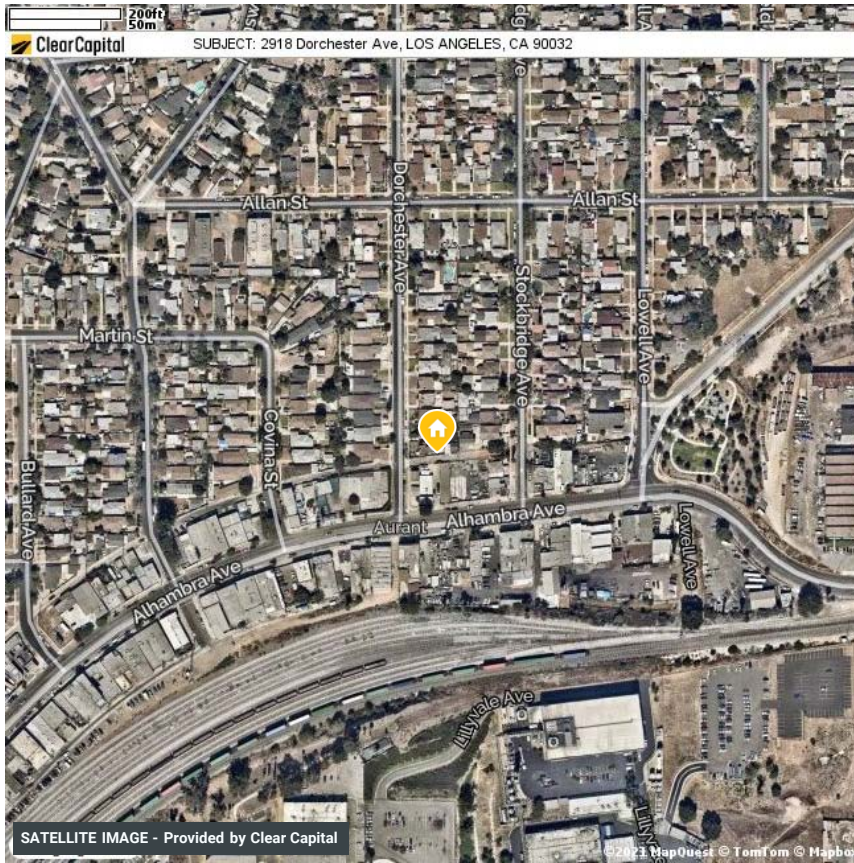 200ft
50m
ClearCapital
SUBJECT: 2918 Dorchester Ave, LOS ANGELES, CA 90032
Allan St
Allan St
Dorchester Ave
Stockbridge Ave
Lowell Ave
Martin St
Covina St
Bullard Ave
Aurant
Alhambra Ave
Lowell Ave
Alhambra Ave
Lillyvale Ave
SATELLITE IMAGE - Provided by Clear Capital
©2023 MapQuest © TomTom © Mapbox